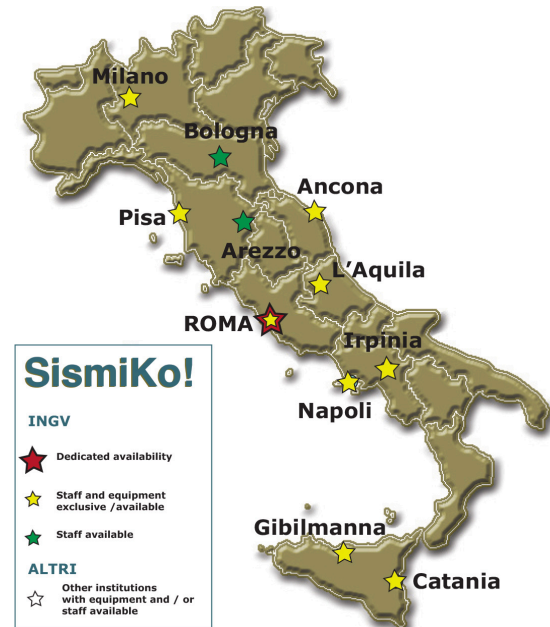 Milano
Bologna
Ancona
Pisa
Arezzo
L'Aquila
ROMA
Irpinia
Napoli
SismiKo!
INGV
Dedicated availability
Staff and equipment
exclusive /available
Staff available
ALTRI
Other institutions
with equipment and / or
staff available
Gibilmanna
Catania